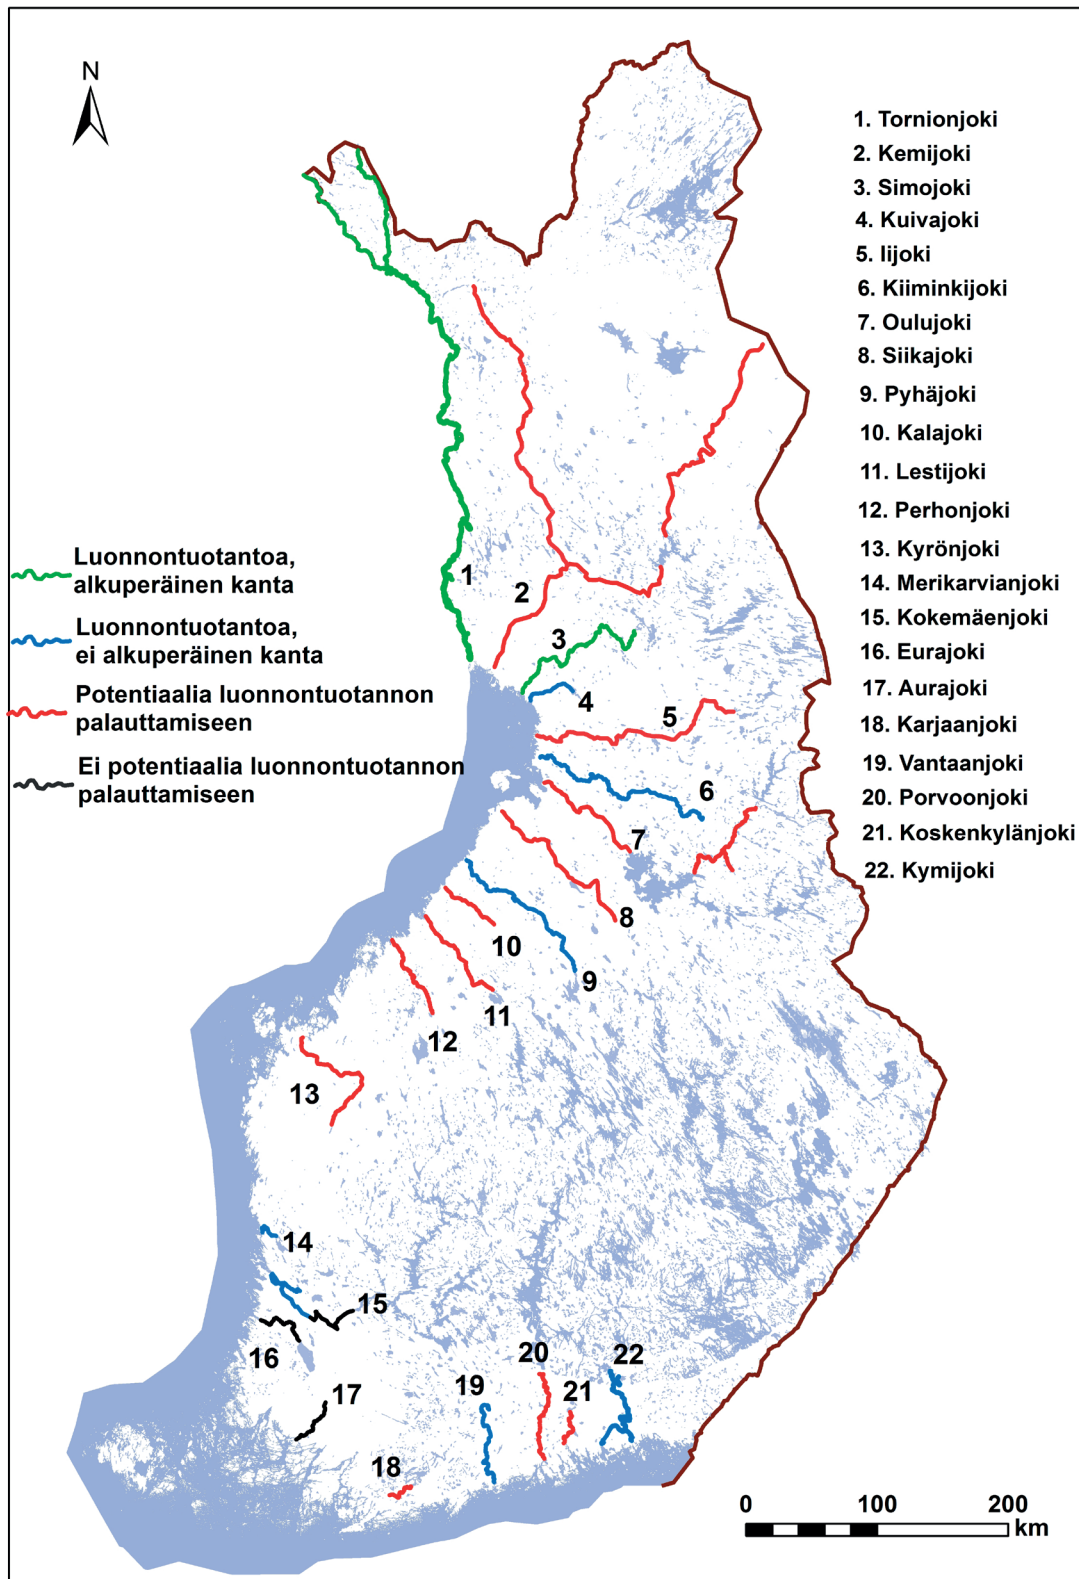 N
1. Tornionjoki
2. Kemijoki
3. Simojoki
4. Kuivajoki
5. Iijoki
6. Kiiminkijoki
7. Oulujoki
8. Siikajoki
9. Pyhäjoki
10. Kalajoki
11. Lestijoki
12. Perhonjoki
13. Kyrönjoki
14. Merikarvianjoki
15. Kokemäenjoki
16. Eurajoki
17. Aurajoki
18. Karjaanjoki
19. Vantaanjoki
20. Porvoonjoki
21. Koskenkylänjoki
22. Kymijoki
Luonnontuotantoa,
alkuperäinen kanta
Luonnontuotantoa,
ei alkuperäinen kanta
Potentiaalia luonnontuotannon
palauttamiseen
Ei potentiaalia luonnontuotannon
palauttamiseen
1
2
3
4
5
6
7
8
9
10
11
12
13
14
15
16
17
18
19
20
21
22
0 100 200
km